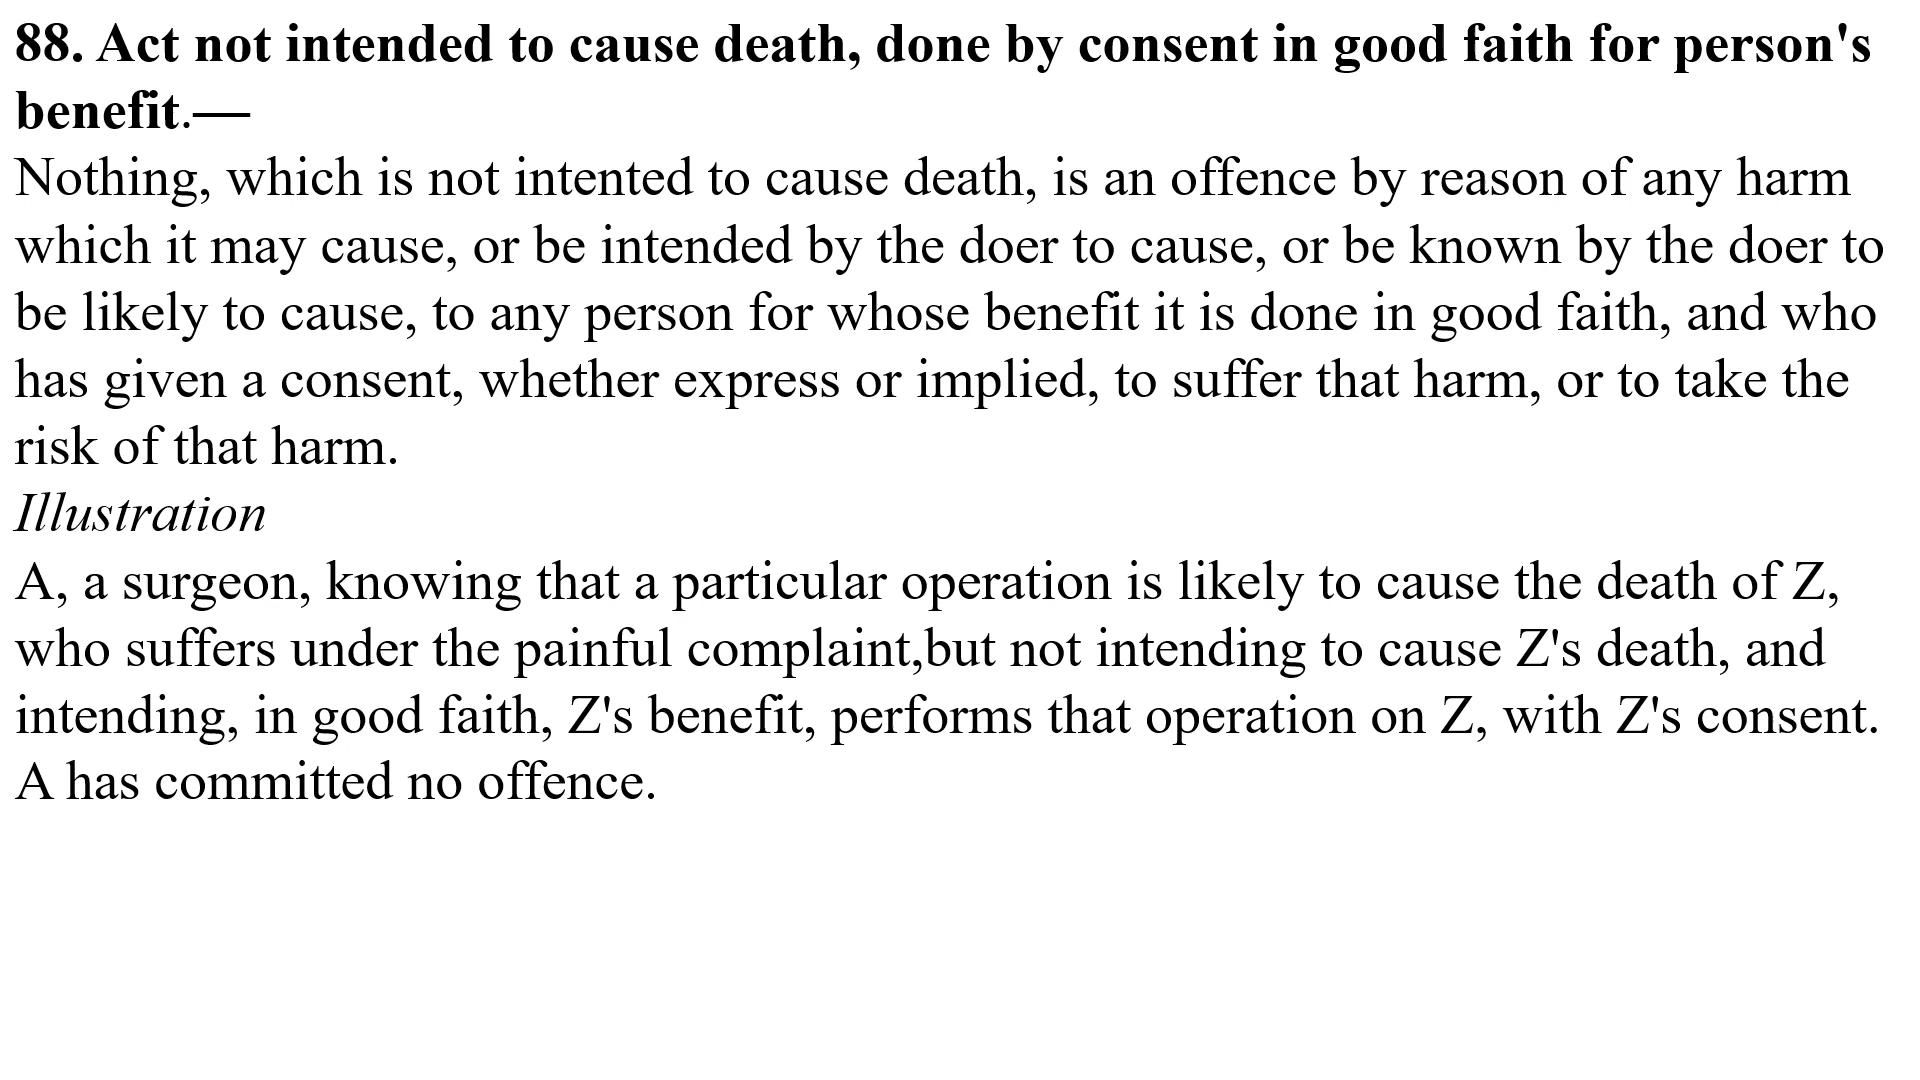 88. Act not intended to cause death, done by consent in good faith for person's
benefit.—
Nothing, which is not intented to cause death, is an offence by reason of any harm
which it may cause, or be intended by the doer to cause, or be known by the doer to
be likely to cause, to any person for whose benefit it is done in good faith, and who
has given a consent, whether express or implied, to suffer that harm, or to take the
risk of that harm.
Illustration
A, a surgeon, knowing that a particular operation is likely to cause the death of Z,
who suffers under the painful complaint,but not intending to cause Z's death, and
intending, in good faith, Z's benefit, performs that operation on Z, with Z's consent.
A has committed no offence.